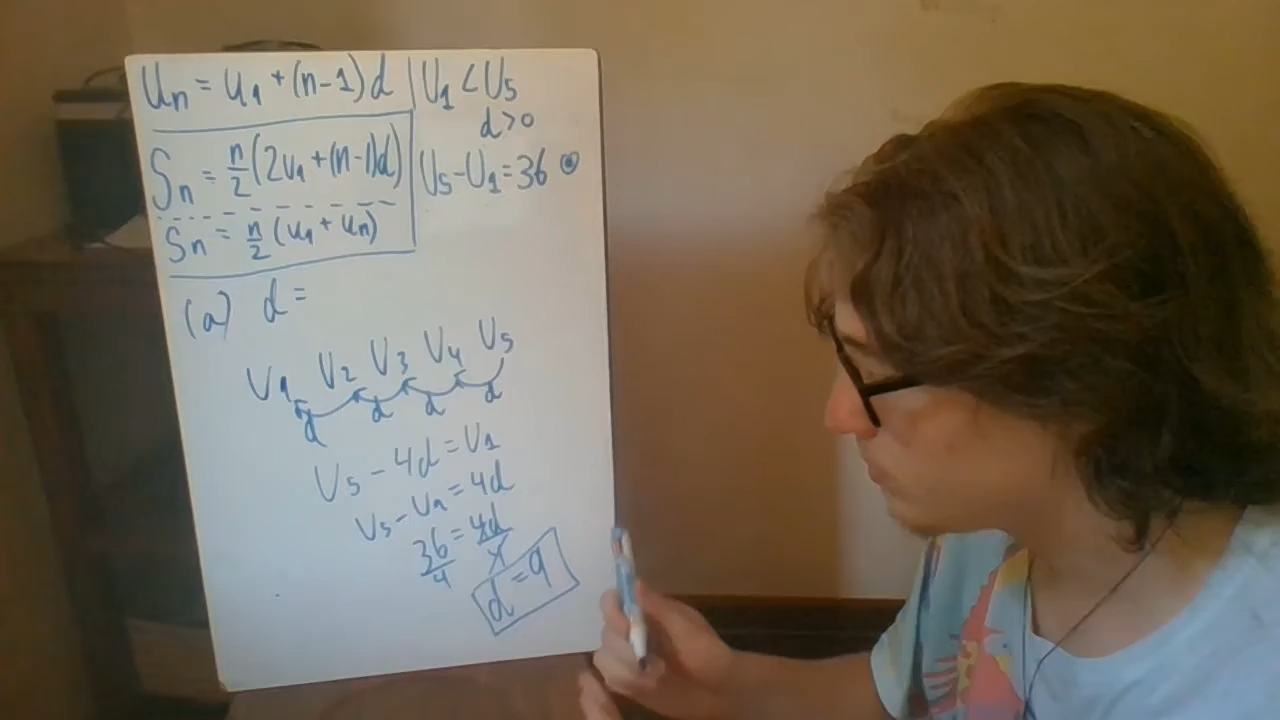 Un = U1 + (n-1)d
Sn = n/2 (2U1 + (n-1)d)
Sn = n/2 (U1 + Un)
U1 < U5
d > 0
U5 - U1 = 36
(a) d =
U1 U2 U3 U4 U5
d d d d
U5 - 4d = U1
U5 - U1 = 4d
36/4 = 4d/4
d = 9